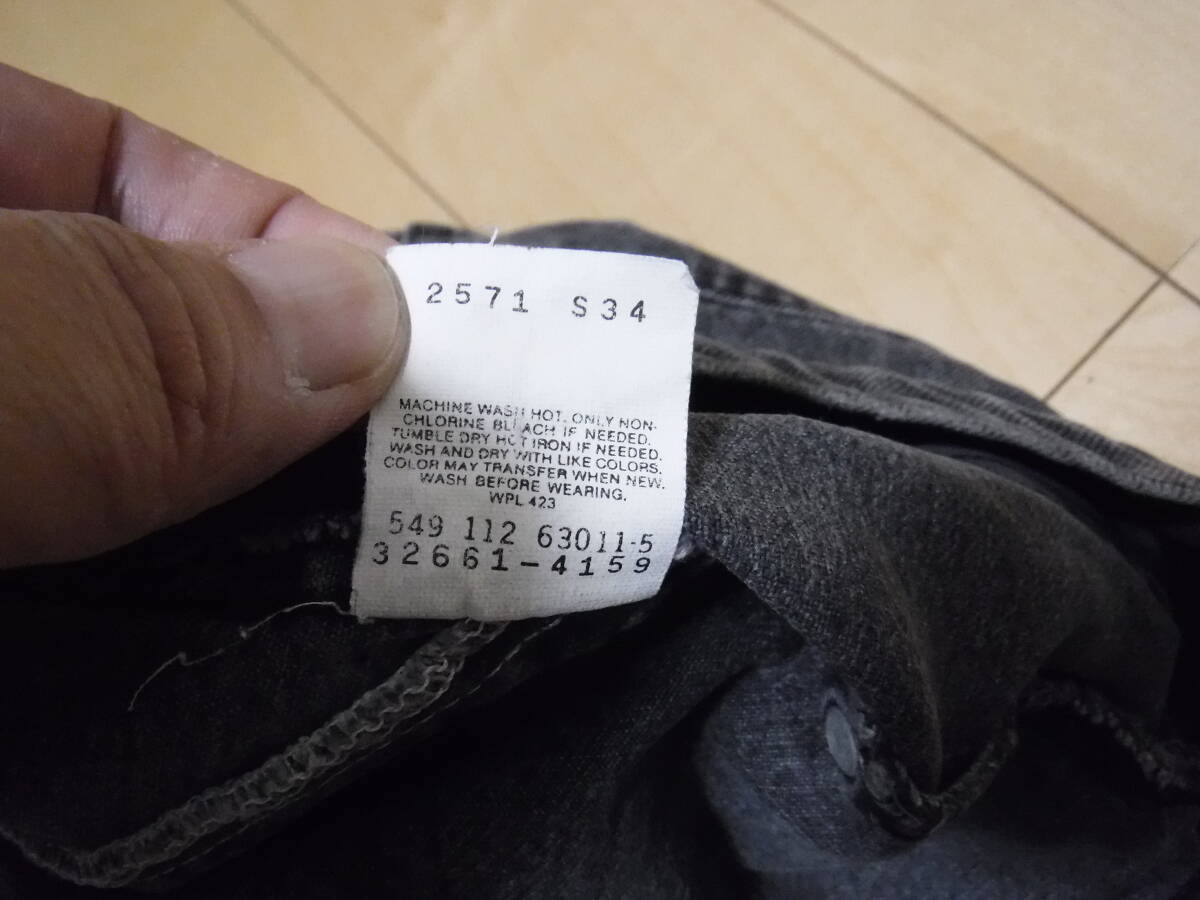 2571 S34
MACHINE WASH HOT. ONLY NON-
CHLORINE BLEACH IF NEEDED.
TUMBLE DRY HOT IRON IF NEEDED.
WASH AND DRY WITH LIKE COLORS.
COLOR MAY TRANSFER WHEN NEW.
WASH BEFORE WEARING.
WPL 423
549 112 63011-5
32661-4159